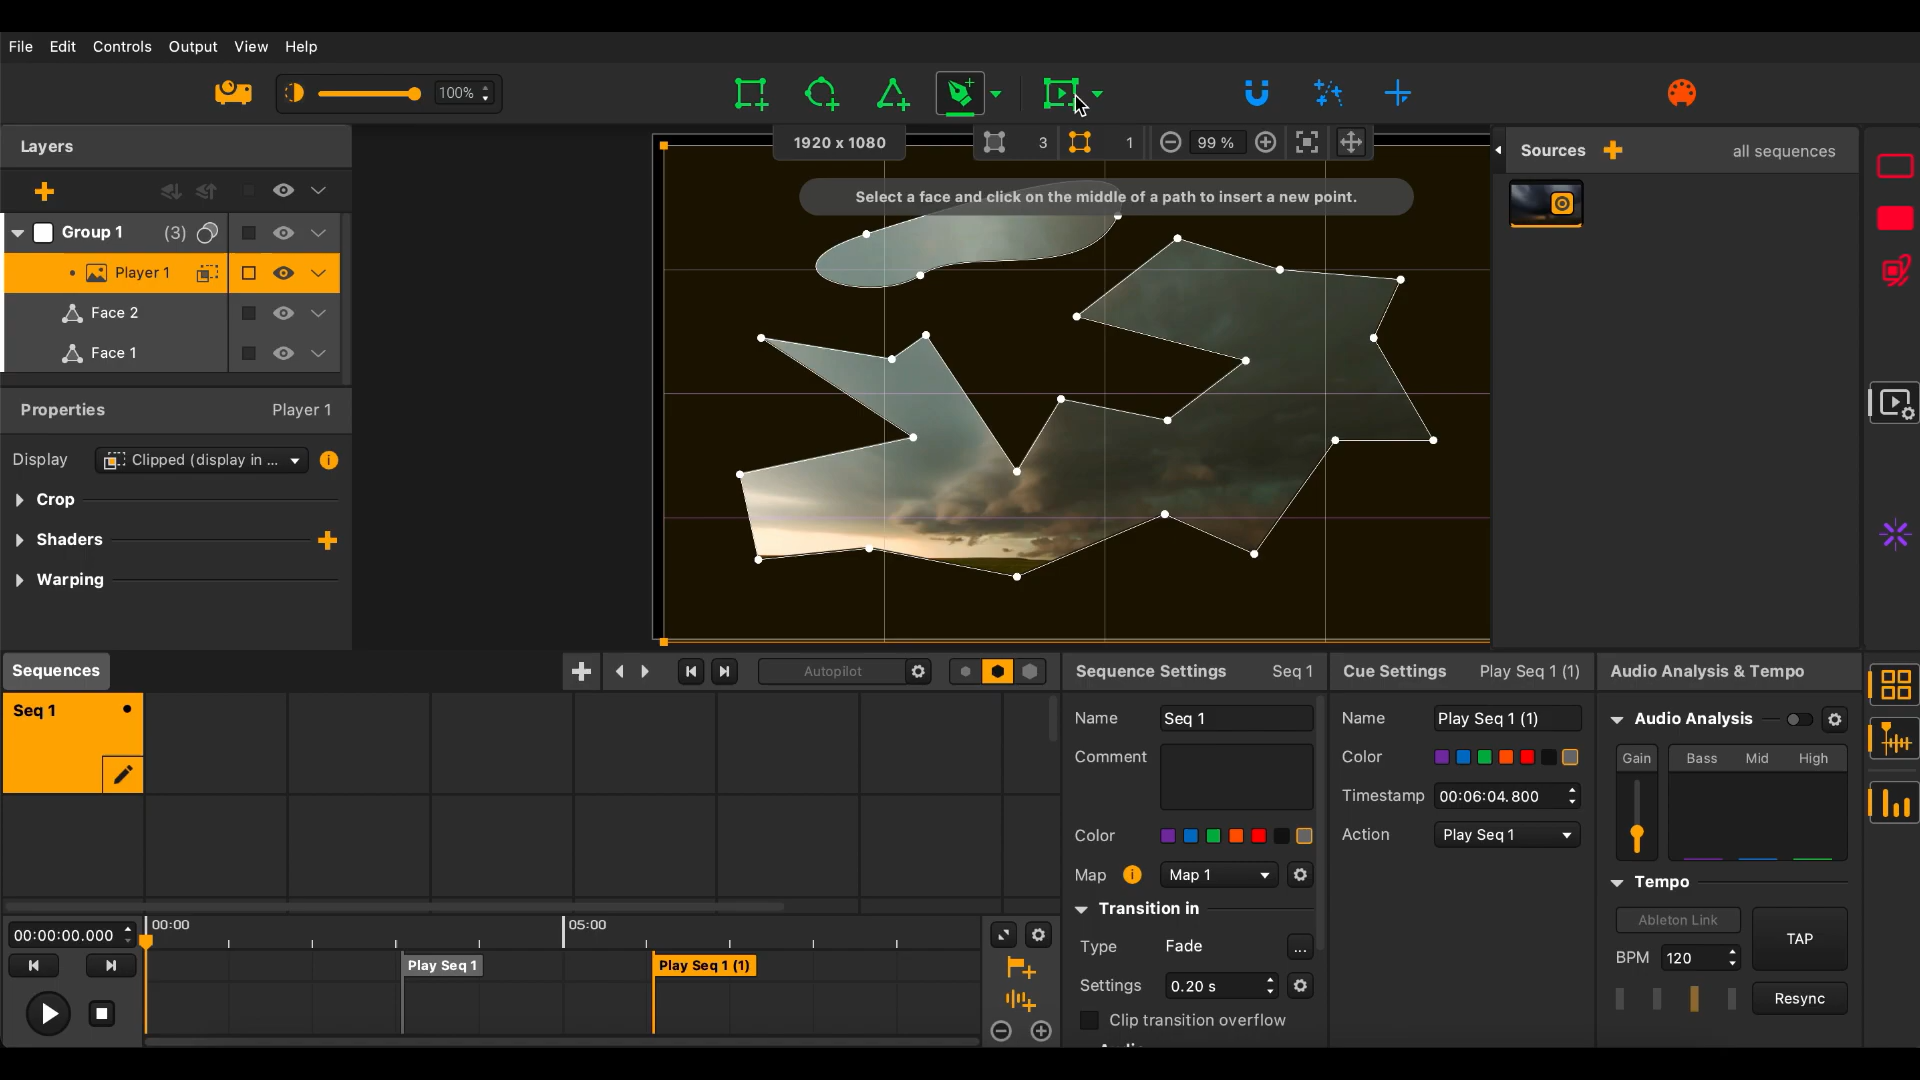 File Edit Controls Output View Help
100%
Layers
1920 x 1080 3 1 99 %
Sources all sequences
Select a face and click on the middle of a path to insert a new point.
Group 1 (3)
Player 1
Face 2
Face 1
Properties Player 1
Display Clipped (display in ...
Crop
Shaders
Warping
Sequences
Autopilot
Seq 1
Sequence Settings Seq 1
Name Seq 1
Comment
Color
Map Map 1
Transition in
Type Fade ...
Settings 0.20 s
Clip transition overflow
Cue Settings Play Seq 1 (1)
Name Play Seq 1 (1)
Color
Timestamp 00:06:04.800
Action Play Seq 1
Audio Analysis & Tempo
Audio Analysis
Gain Bass Mid High
Tempo
Ableton Link TAP
BPM 120
Resync
00:00:00.000 00:00 05:00
Play Seq 1 Play Seq 1 (1)